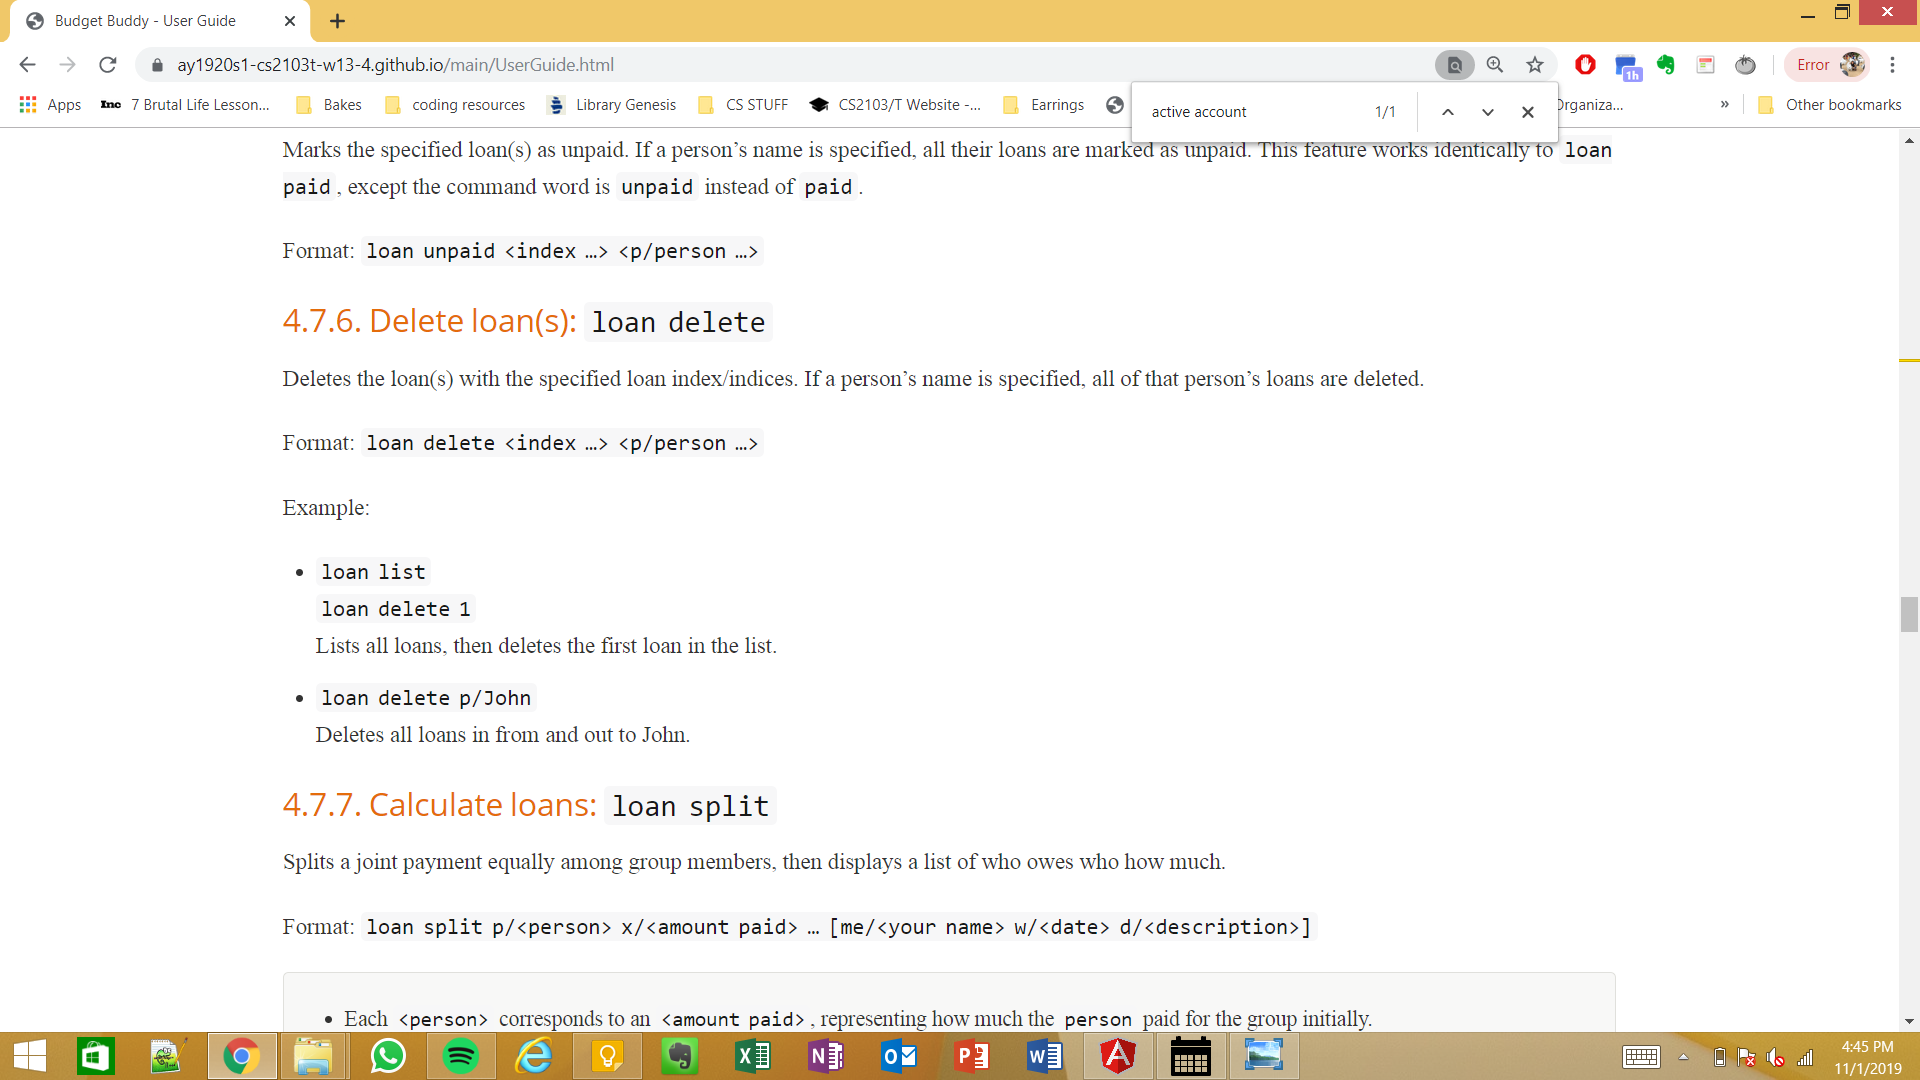 Budget Buddy - User Guide
ay1920s1-cs2103t-w13-4.github.io/main/UserGuide.html
Error
1h
Apps
Inc 7 Brutal Life Lesson...
Bakes
coding resources
Library Genesis
CS STUFF
CS2103/T Website -...
Earrings
Organiza...
»
Other bookmarks
active account 1/1
Marks the specified loan(s) as unpaid. If a person’s name is specified, all their loans are marked as unpaid. This feature works identically to loan
paid , except the command word is unpaid instead of paid .
Format: loan unpaid <index …> <p/person …>
4.7.6. Delete loan(s): loan delete
Deletes the loan(s) with the specified loan index/indices. If a person’s name is specified, all of that person’s loans are deleted.
Format: loan delete <index …> <p/person …>
Example:
• loan list
loan delete 1
Lists all loans, then deletes the first loan in the list.
• loan delete p/John
Deletes all loans in from and out to John.
4.7.7. Calculate loans: loan split
Splits a joint payment equally among group members, then displays a list of who owes who how much.
Format: loan split p/<person> x/<amount paid> … [me/<your name> w/<date> d/<description>]
• Each <person> corresponds to an <amount paid> , representing how much the person paid for the group initially.
4:45 PM
11/1/2019